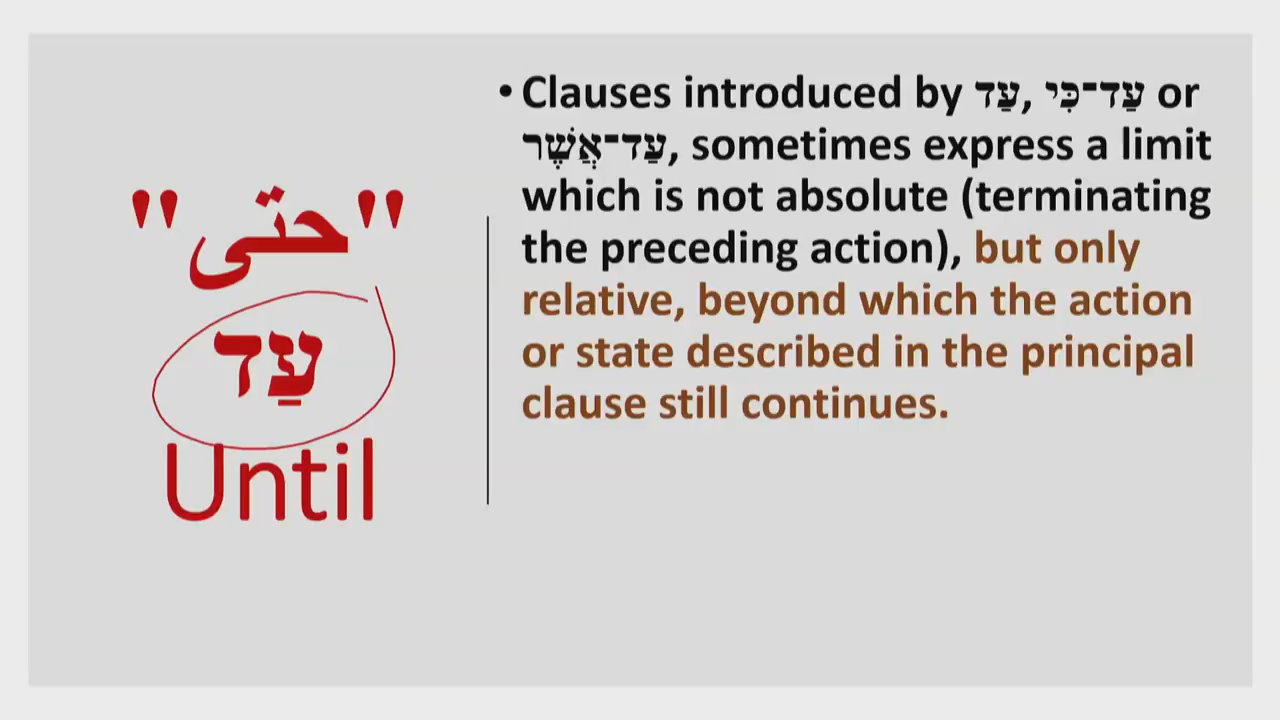 "حتى"
עַד
Until
• Clauses introduced by עַד, עַד־כִּי or
עַד־אֲשֶׁר, sometimes express a limit
which is not absolute (terminating
the preceding action), but only
relative, beyond which the action
or state described in the principal
clause still continues.